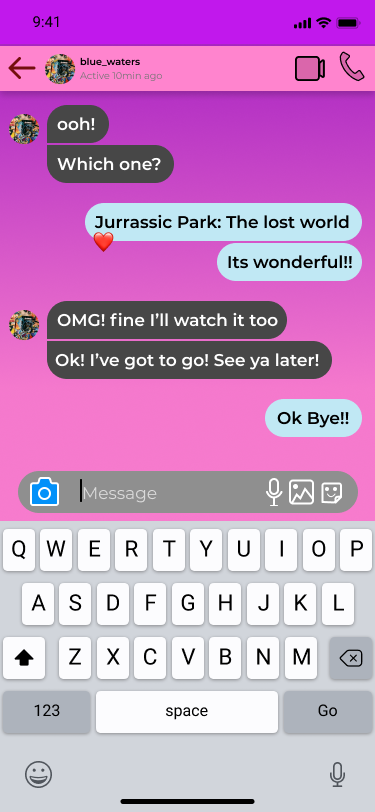 9:41
blue_waters
Active 10min ago
ooh!
Which one?
Jurrassic Park: The lost world
Its wonderful!!
OMG! fine I'll watch it too
Ok! I've got to go! See ya later!
Ok Bye!!
Message
Q W E R T Y U I O P
A S D F G H J K L
Z X C V B N M
123 space Go